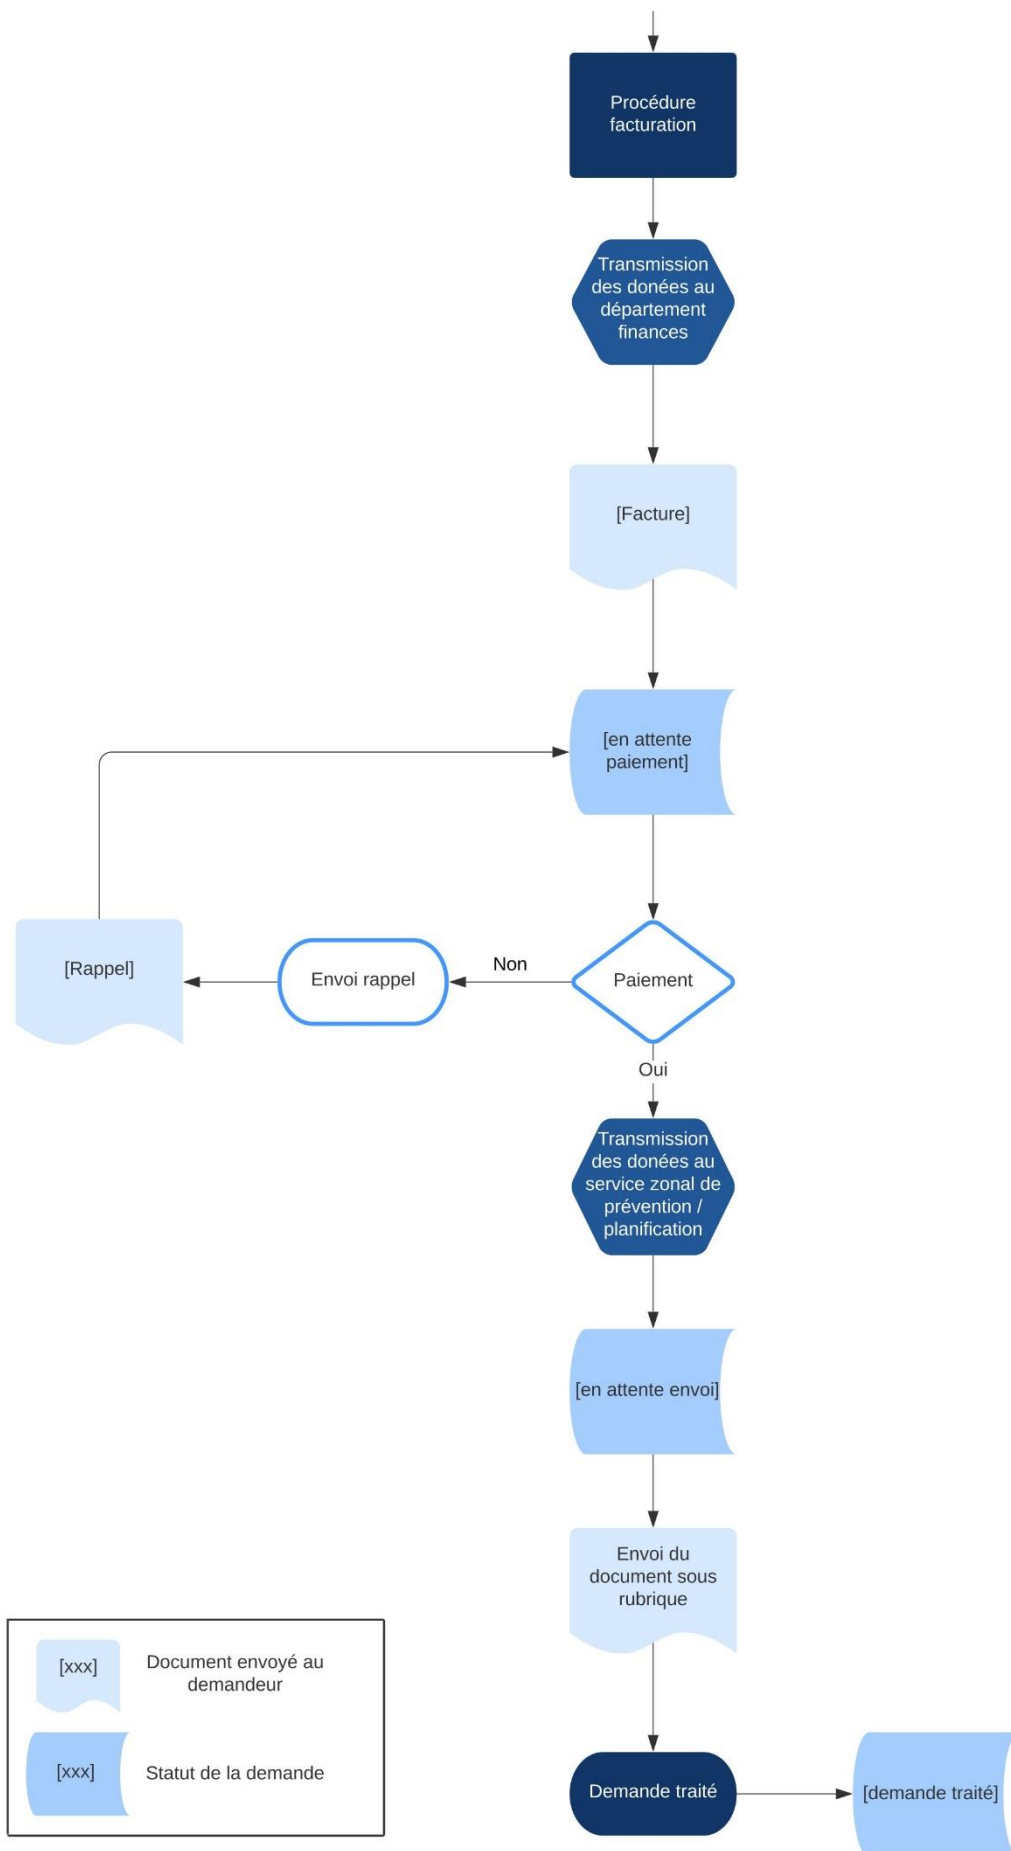 Procédure
facturation
Transmission
des donées au
département
finances
[Facture]
[en attente
paiement]
[Rappel]
Envoi rappel
Non
Paiement
Oui
Transmission
des donées au
service zonal de
prévention /
planification
[en attente envoi]
Envoi du
document sous
rubrique
[xxx]
Document envoyé au
demandeur
[xxx]
Statut de la demande
Demande traité
[demande traité]